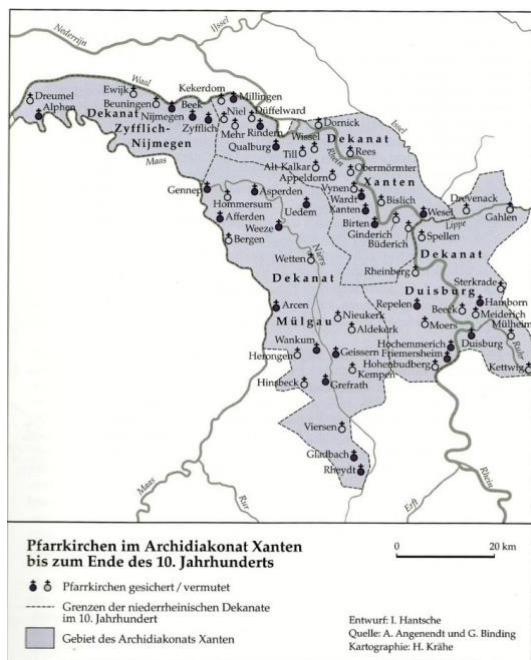 Nederrijn
IJssel
Waal
Dreumel
Alphen
Ewijk
Beuningen
Dekanat
Nijmegen
Zyfflich-
Nijmegen
Maas
Kekerdom
Millingen
Beek
Niel
Düffelward
Zyfflich
Mehr
Rindern
Qualburg
Dornick
Issel
Wissel
Rhein
Dekanat
Till
Rees
Alt Kalkar
Obermörmter
Appeldorn
Xanten
Vynen
Gennep
Asperden
Wardt
Bislich
Drevenack
Hommersum
Xanten
Wesel
Afferden
Uedem
Birten
Lippe
Gahlen
Weeze
Ginderich
Büderich
Spellen
Bergen
Niers
Wetten
Dekanat
Rheinberg
Dekanat
Duisburg
Sterkrade
Arcen
Repelen
Hamborn
Mülgau
Nieukerk
Beeck
Meiderich
Aldekerk
Moers
Mülheim
Wankum
Hochemmerich
Duisburg
Ruhr
Herongen
Geissern
Friemersheim
Hohenbudberg
Kettwig
Kempen
Hinsbeck
Grefrath
Viersen
Gladbach
Rheydt
Maas
Rur
Erft
Rhein
Pfarrkirchen im Archidiakonat Xanten
bis zum Ende des 10. Jahrhunderts
0 20 km
Pfarrkirchen gesichert / vermutet
Grenzen der niederrheinischen Dekanate
im 10. Jahrhundert
Gebiet des Archidiakonats Xanten
Entwurf: I. Hantsche
Quelle: A. Angenendt und G. Binding
Kartographie: H. Krähe